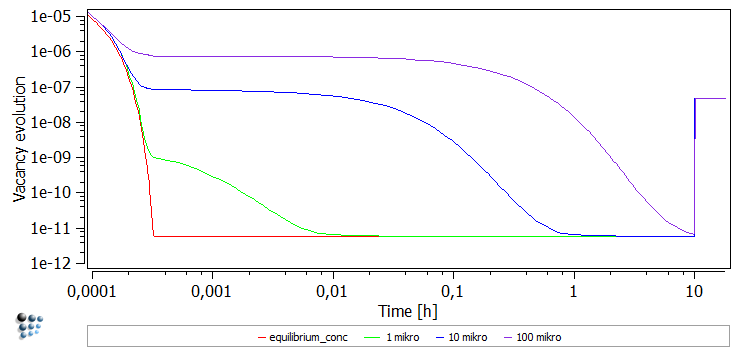 1e-05
1e-06
1e-07
1e-08
1e-09
1e-10
1e-11
1e-12
Vacancy evolution
0,0001 0,001 0,01 0,1 1 10
Time [h]
equilibrium_conc 1 mikro 10 mikro 100 mikro